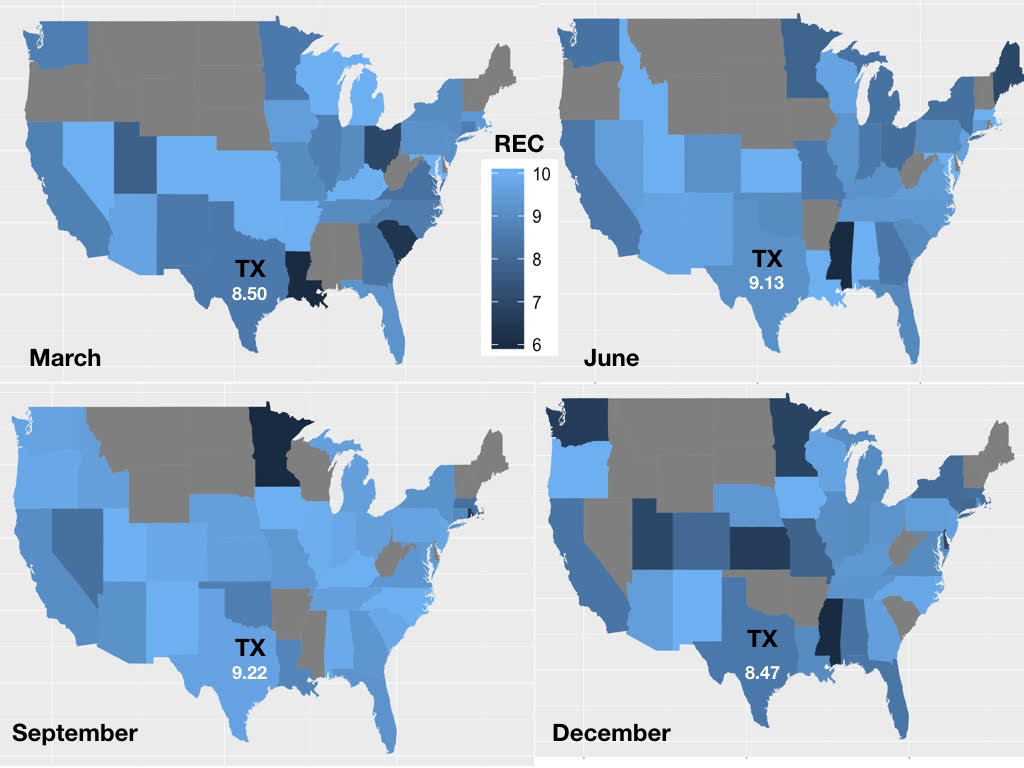 TX
8.50
March
REC
10
9
8
7
6
TX
9.13
June
TX
9.22
September
TX
8.47
December